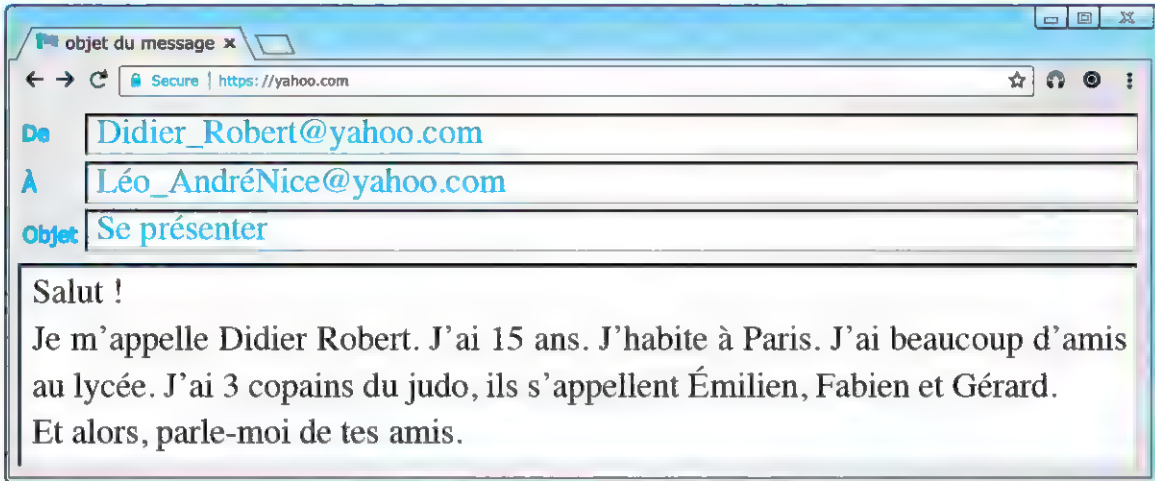 objet du message x
Secure | https://yahoo.com
De Didier_Robert@yahoo.com
À Léo_AndréNice@yahoo.com
Objet Se présenter
Salut !
Je m'appelle Didier Robert. J'ai 15 ans. J'habite à Paris. J'ai beaucoup d'amis
au lycée. J'ai 3 copains du judo, ils s'appellent Émilien, Fabien et Gérard.
Et alors, parle-moi de tes amis.